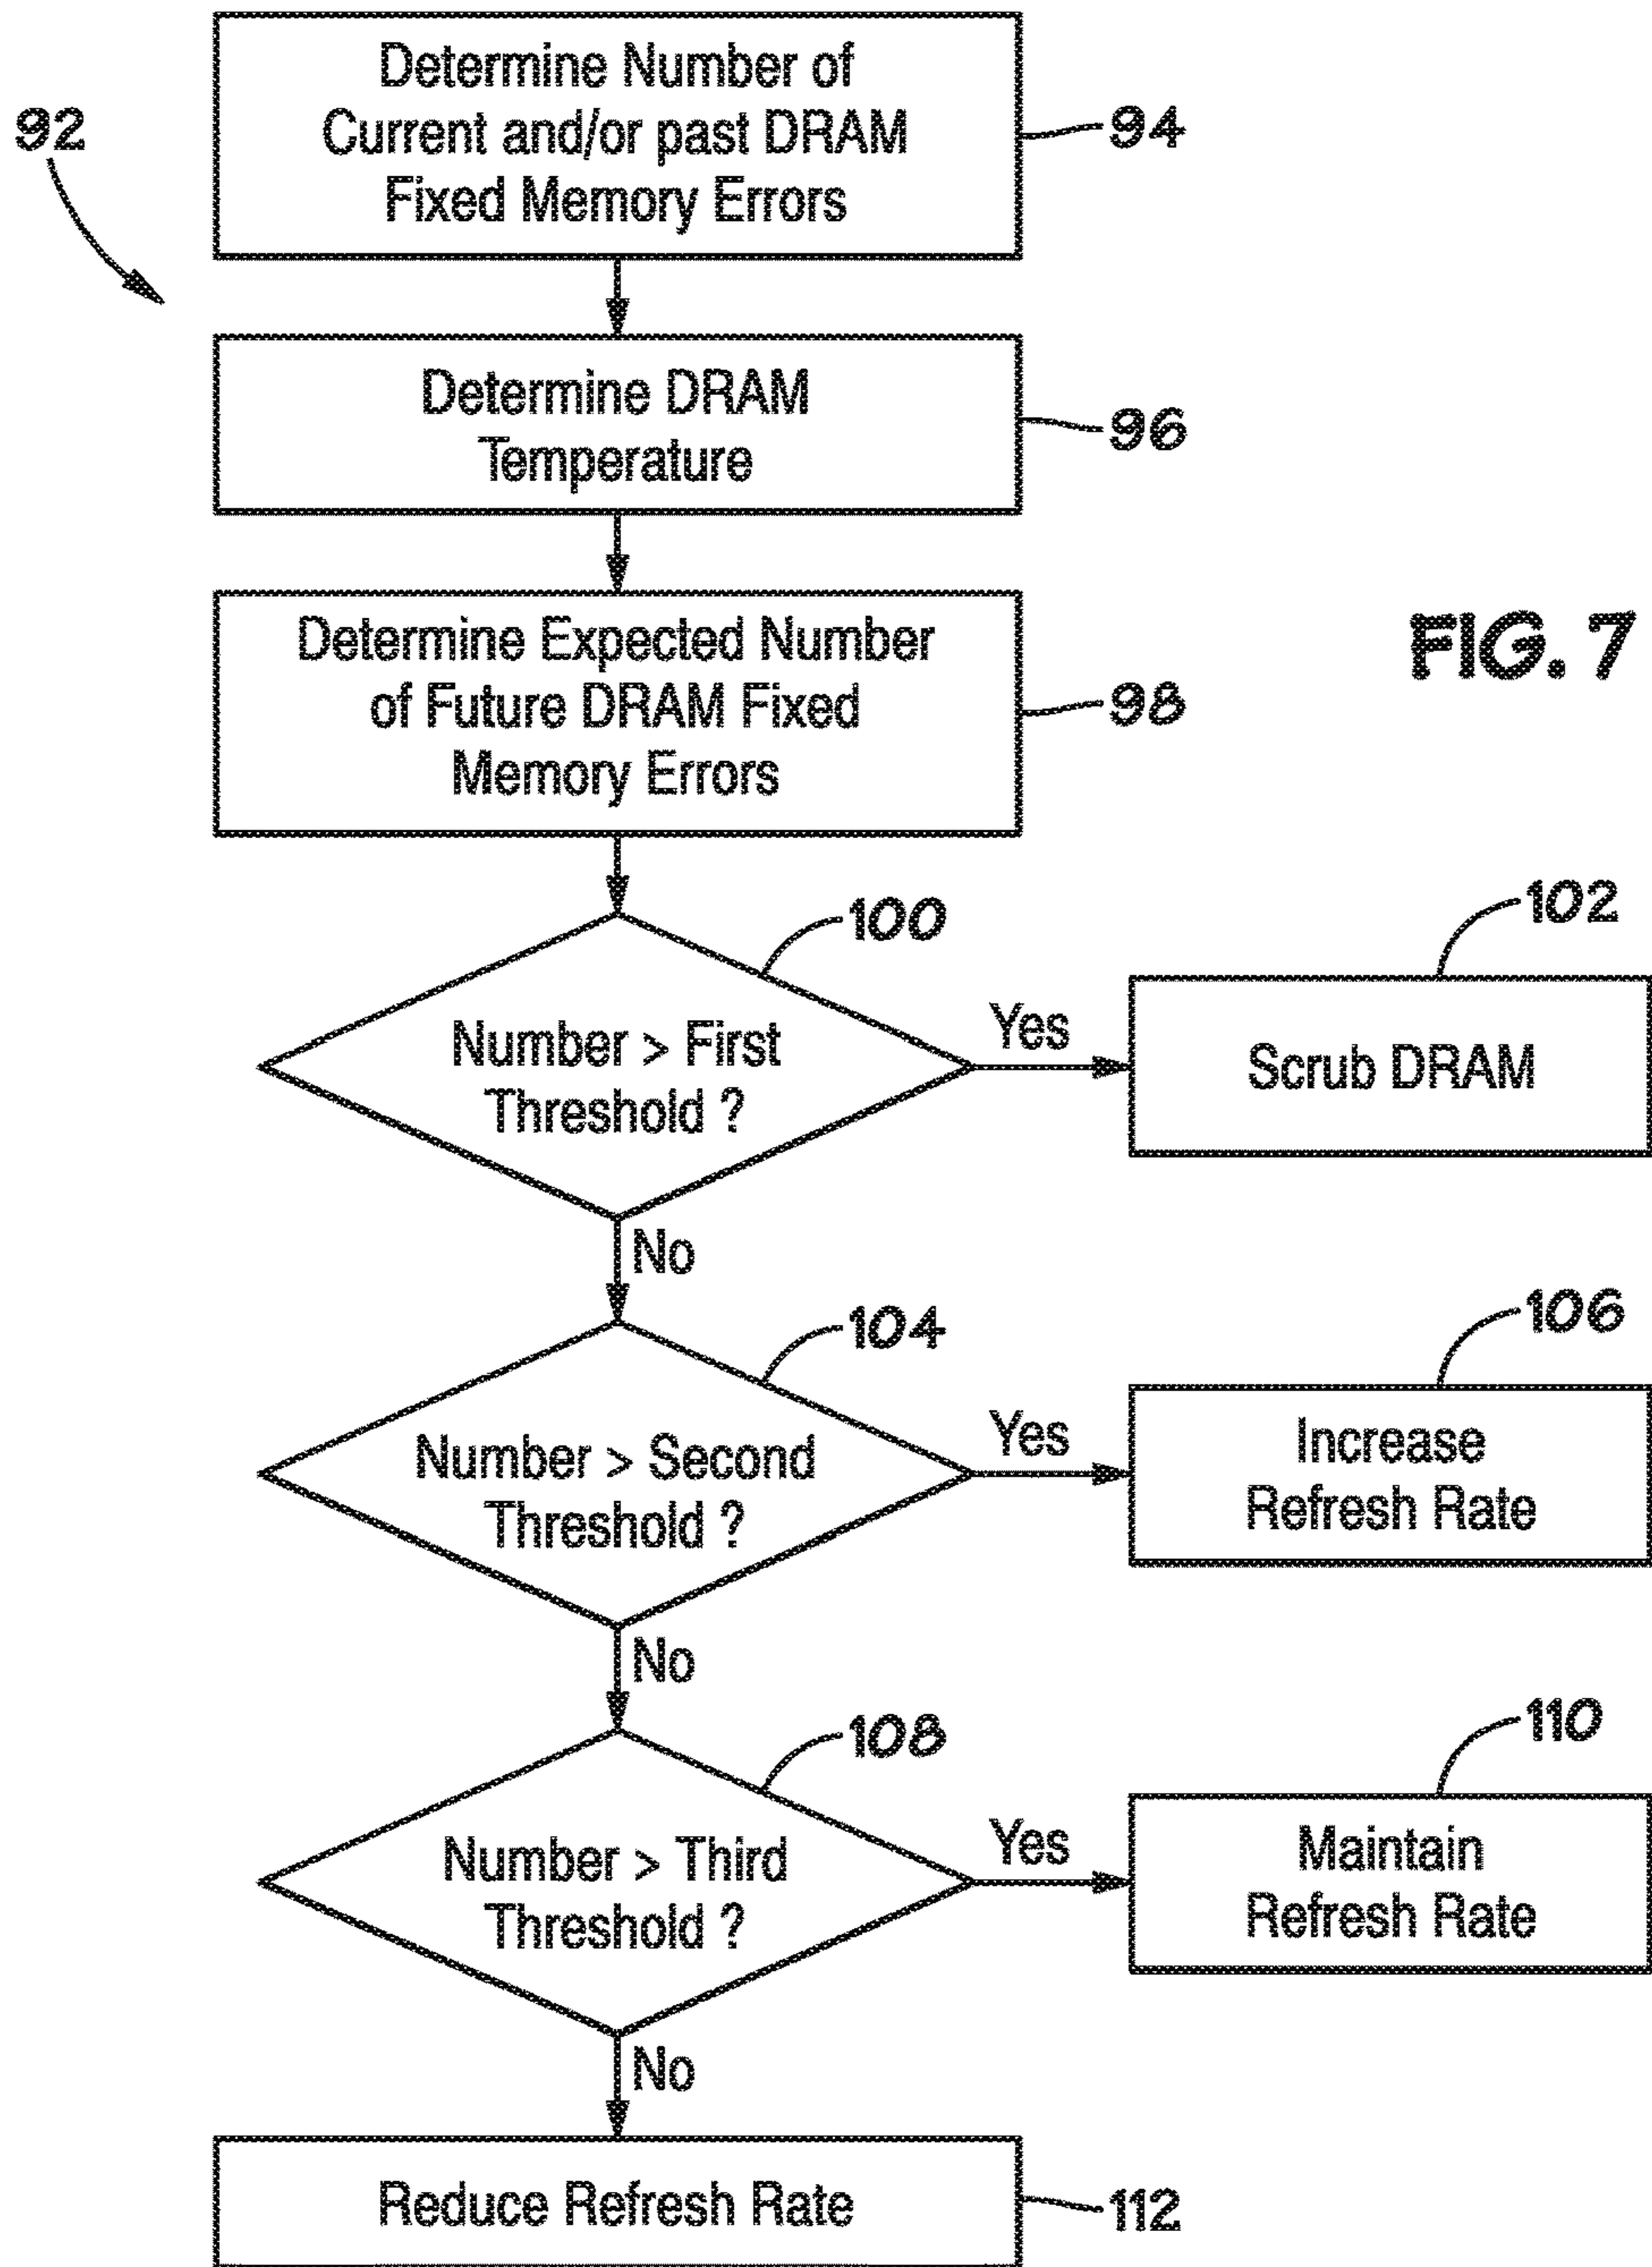 Determine Number of
Current and/or past DRAM
Fixed Memory Errors
92
94
Determine DRAM
Temperature
96
Determine Expected Number
of Future DRAM Fixed
Memory Errors
98
FIG. 7
100
Number > First
Threshold ?
Yes
102
Scrub DRAM
No
104
Number > Second
Threshold ?
Yes
106
Increase
Refresh Rate
No
108
Number > Third
Threshold ?
Yes
110
Maintain
Refresh Rate
No
Reduce Refresh Rate
112